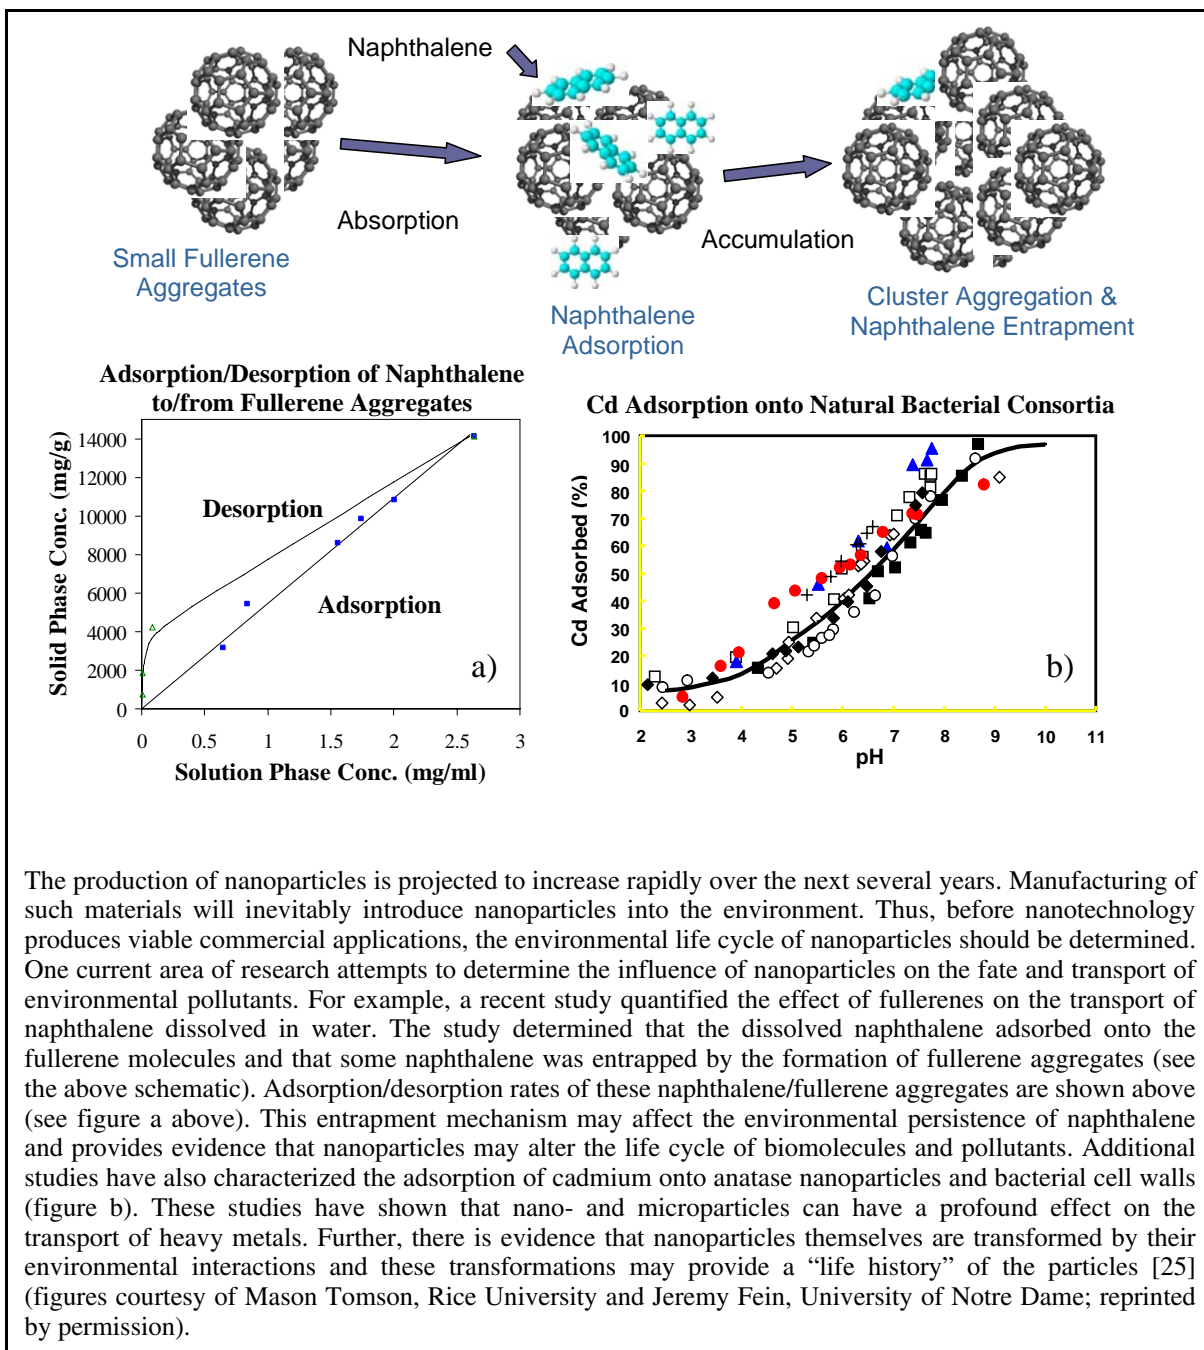 Naphthalene
Absorption
Accumulation
Small Fullerene
Aggregates
Naphthalene
Adsorption
Cluster Aggregation &
Naphthalene Entrapment
Adsorption/Desorption of Naphthalene
to/from Fullerene Aggregates
Solid Phase Conc. (mg/g)
14000
12000
10000
8000
6000
4000
2000
0
Desorption
Adsorption
a)
0 0.5 1 1.5 2 2.5 3
Solution Phase Conc. (mg/ml)
Cd Adsorption onto Natural Bacterial Consortia
Cd Adsorbed (%)
100
90
80
70
60
50
40
30
20
10
0
b)
2 3 4 5 6 7 8 9 10 11
pH
The production of nanoparticles is projected to increase rapidly over the next several years. Manufacturing of
such materials will inevitably introduce nanoparticles into the environment. Thus, before nanotechnology
produces viable commercial applications, the environmental life cycle of nanoparticles should be determined.
One current area of research attempts to determine the influence of nanoparticles on the fate and transport of
environmental pollutants. For example, a recent study quantified the effect of fullerenes on the transport of
naphthalene dissolved in water. The study determined that the dissolved naphthalene adsorbed onto the
fullerene molecules and that some naphthalene was entrapped by the formation of fullerene aggregates (see
the above schematic). Adsorption/desorption rates of these naphthalene/fullerene aggregates are shown above
(see figure a above). This entrapment mechanism may affect the environmental persistence of naphthalene
and provides evidence that nanoparticles may alter the life cycle of biomolecules and pollutants. Additional
studies have also characterized the adsorption of cadmium onto anatase nanoparticles and bacterial cell walls
(figure b). These studies have shown that nano- and microparticles can have a profound effect on the
transport of heavy metals. Further, there is evidence that nanoparticles themselves are transformed by their
environmental interactions and these transformations may provide a “life history” of the particles [25]
(figures courtesy of Mason Tomson, Rice University and Jeremy Fein, University of Notre Dame; reprinted
by permission).